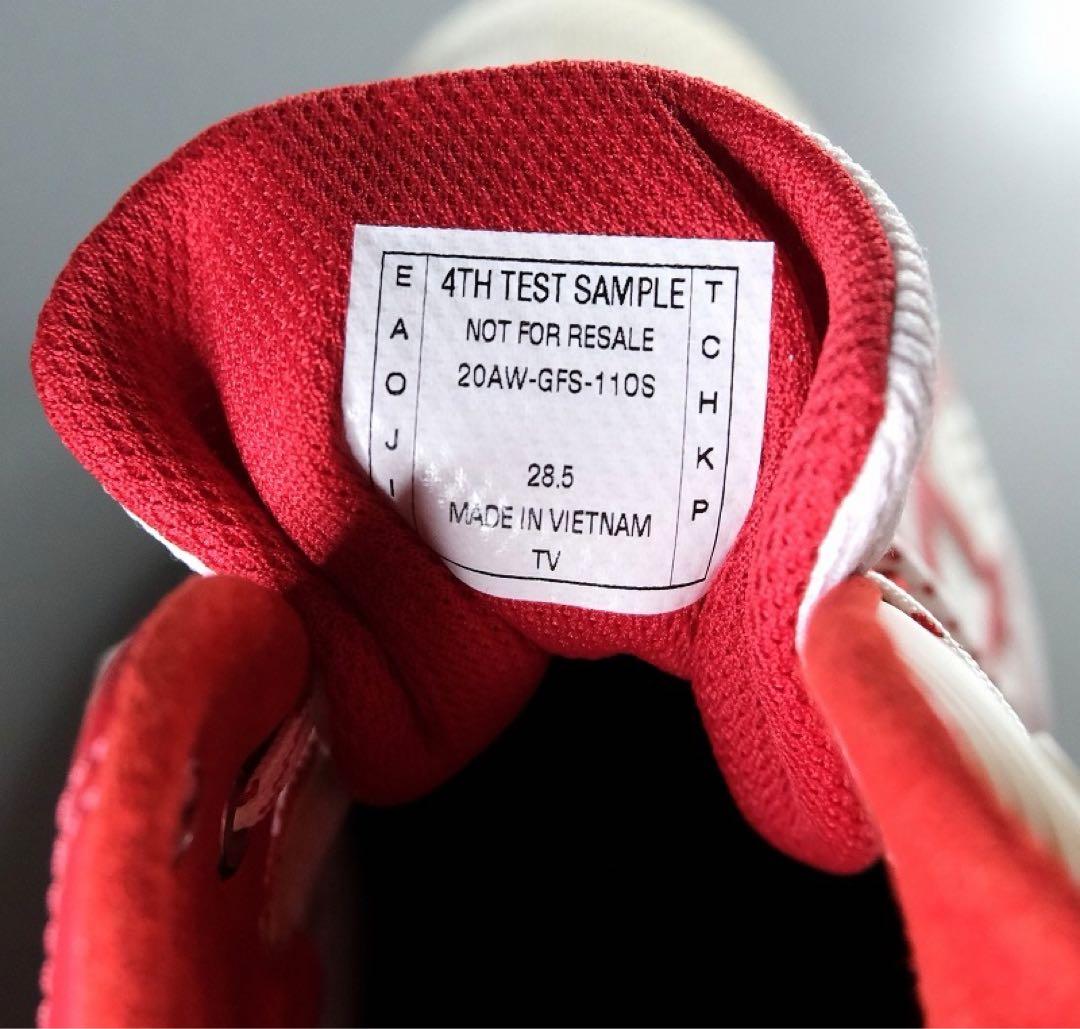 4TH TEST SAMPLE
NOT FOR RESALE
20AW-GFS-110S
28.5
MADE IN VIETNAM
TV
E
A
O
J
I
T
C
H
K
P